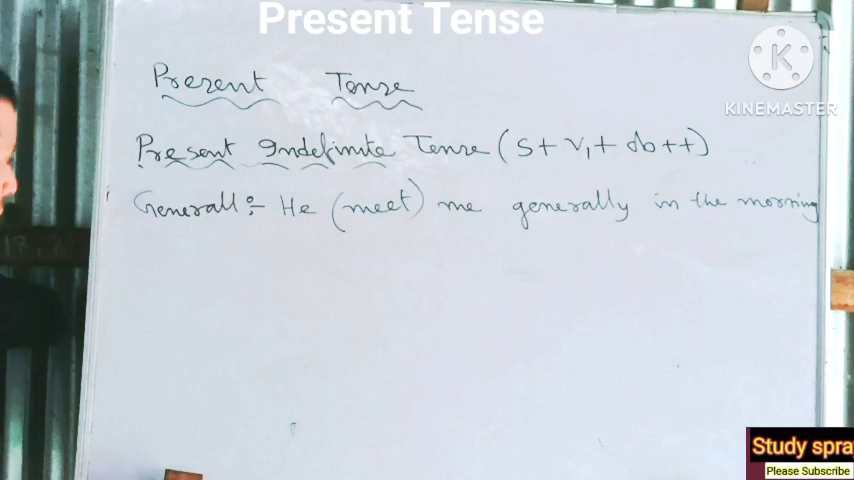 Present Tense
KINEMASTER
Present Tense
Present Indefinite Tense (S + V1 + ob + t)
Generall :- He (meet) me generally in the morning
Study spra
Please Subscribe